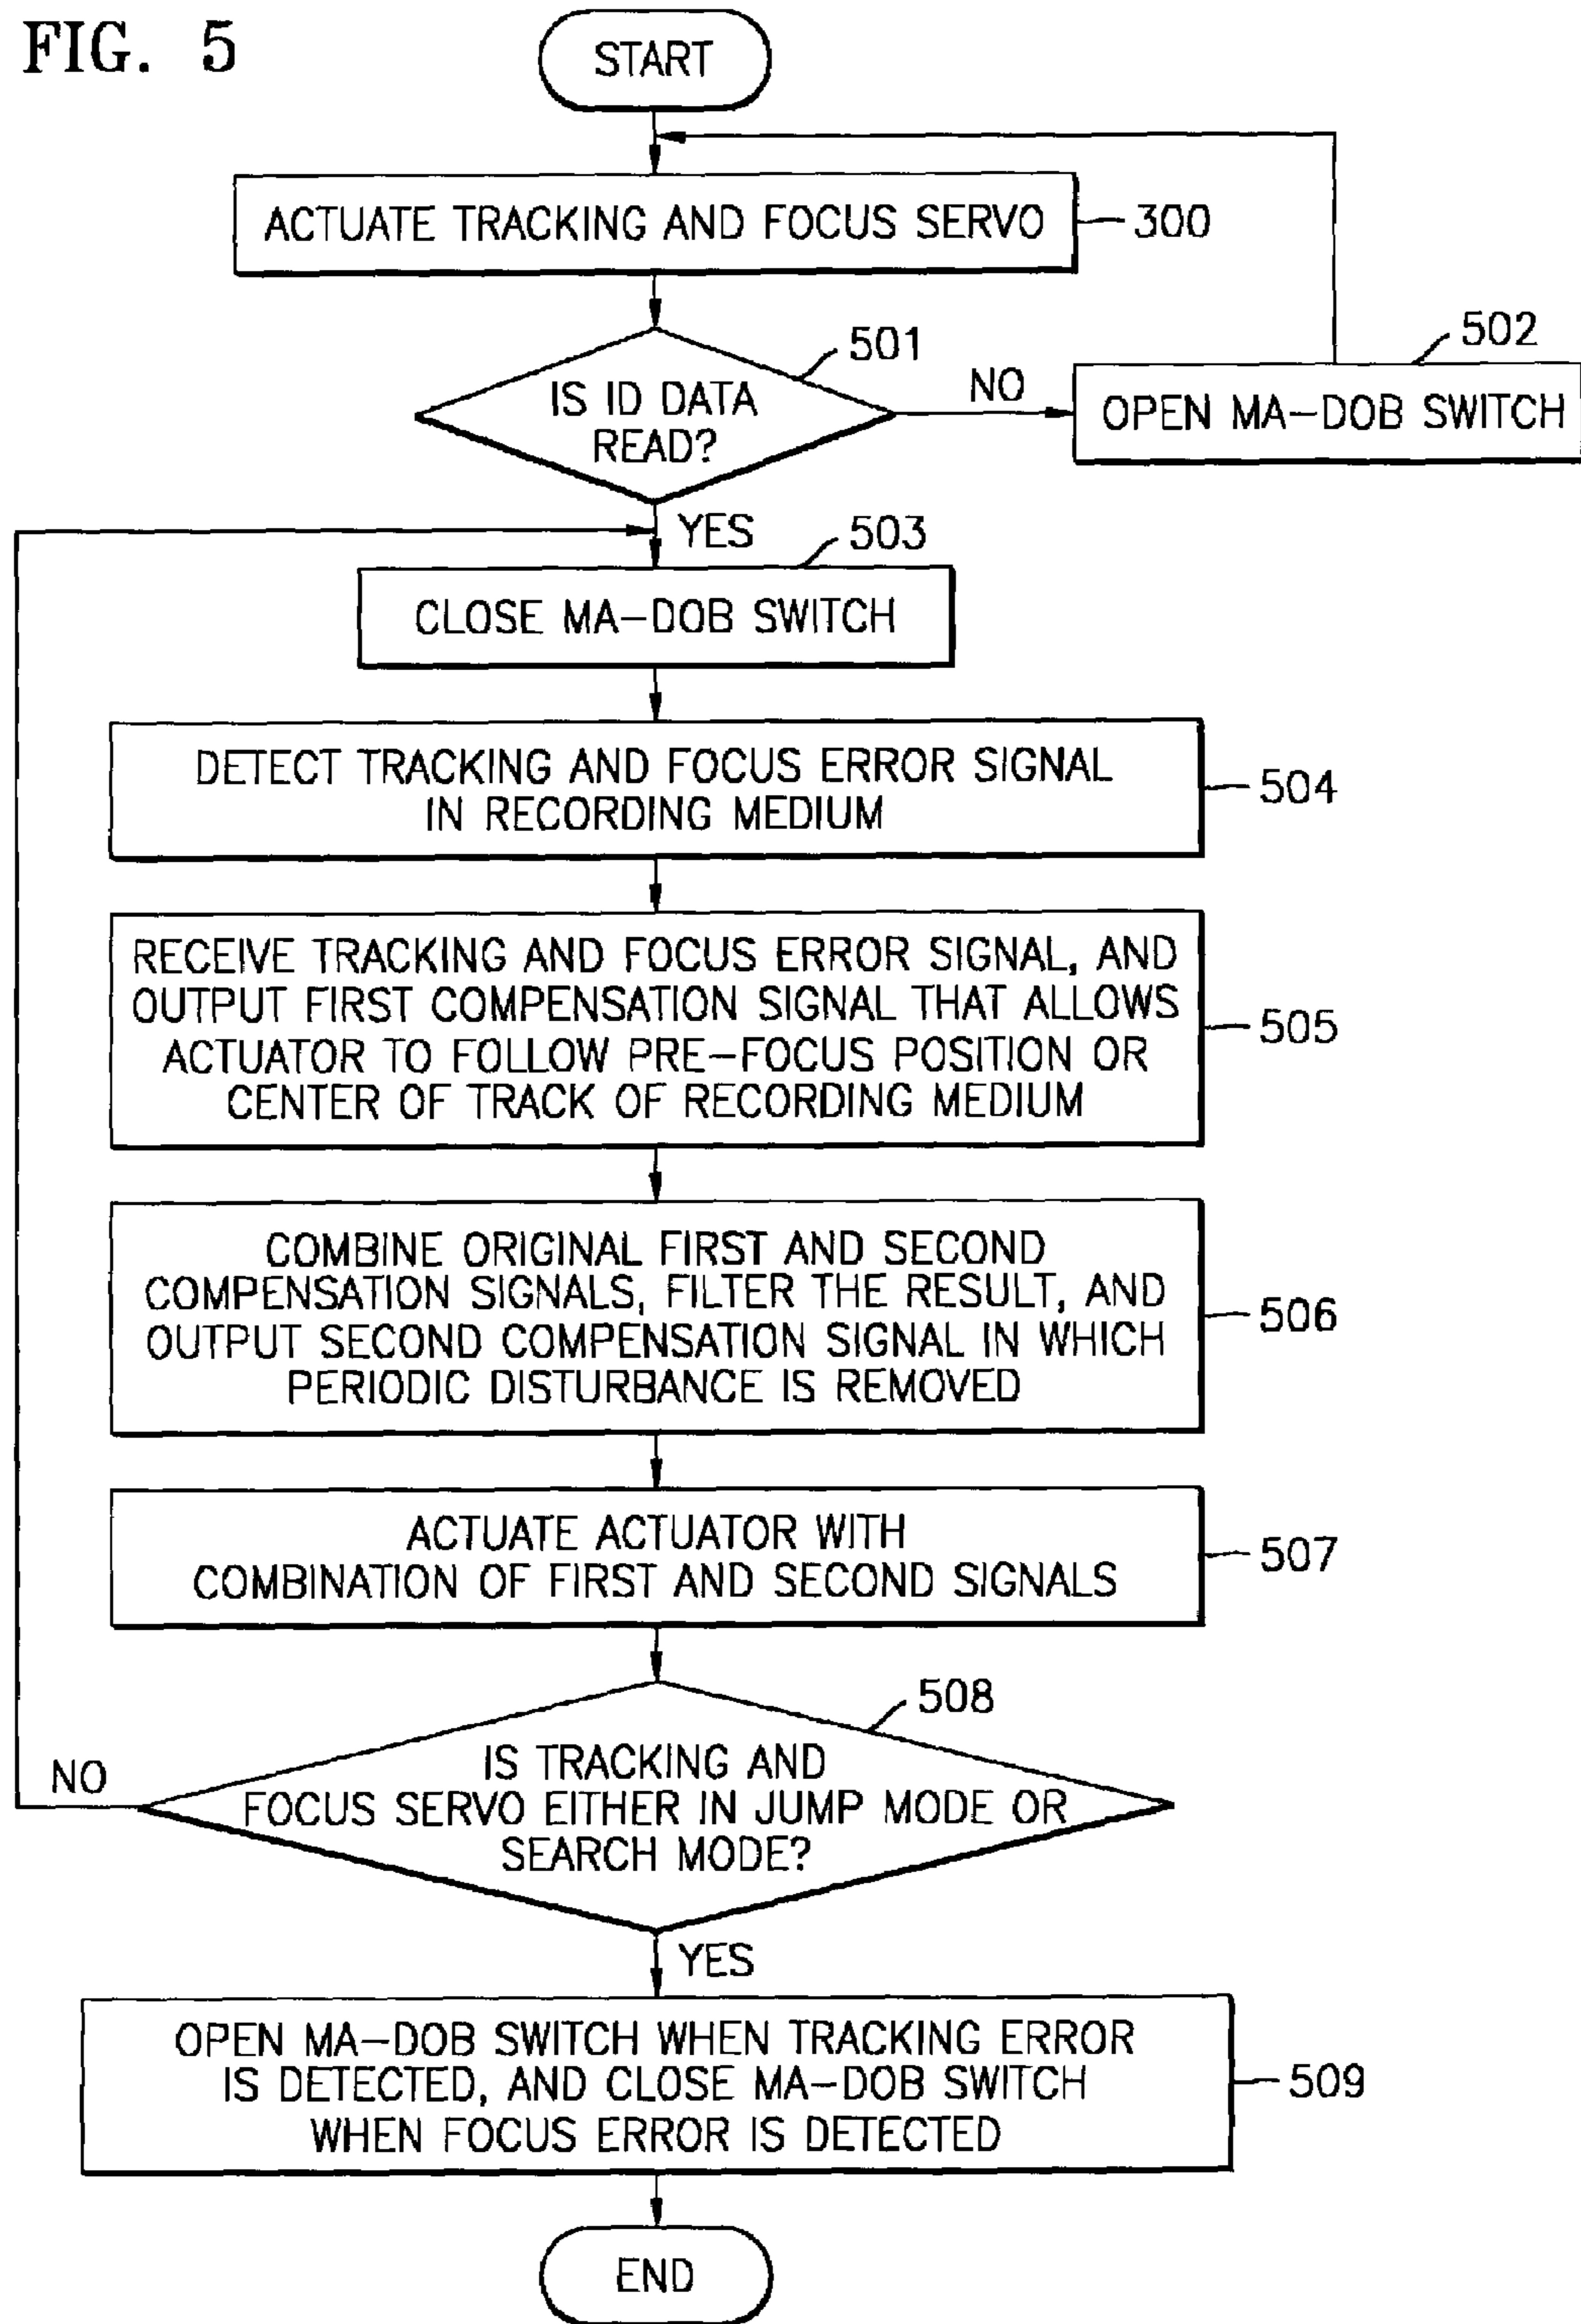 FIG. 5
START
ACTUATE TRACKING AND FOCUS SERVO
300
501
IS ID DATA
READ?
NO
502
OPEN MA-DOB SWITCH
YES
503
CLOSE MA-DOB SWITCH
DETECT TRACKING AND FOCUS ERROR SIGNAL
IN RECORDING MEDIUM
504
RECEIVE TRACKING AND FOCUS ERROR SIGNAL, AND
OUTPUT FIRST COMPENSATION SIGNAL THAT ALLOWS
ACTUATOR TO FOLLOW PRE-FOCUS POSITION OR
CENTER OF TRACK OF RECORDING MEDIUM
505
COMBINE ORIGINAL FIRST AND SECOND
COMPENSATION SIGNALS, FILTER THE RESULT, AND
OUTPUT SECOND COMPENSATION SIGNAL IN WHICH
PERIODIC DISTURBANCE IS REMOVED
506
ACTUATE ACTUATOR WITH
COMBINATION OF FIRST AND SECOND SIGNALS
507
508
IS TRACKING AND
FOCUS SERVO EITHER IN JUMP MODE OR
SEARCH MODE?
NO
YES
OPEN MA-DOB SWITCH WHEN TRACKING ERROR
IS DETECTED, AND CLOSE MA-DOB SWITCH
WHEN FOCUS ERROR IS DETECTED
509
END